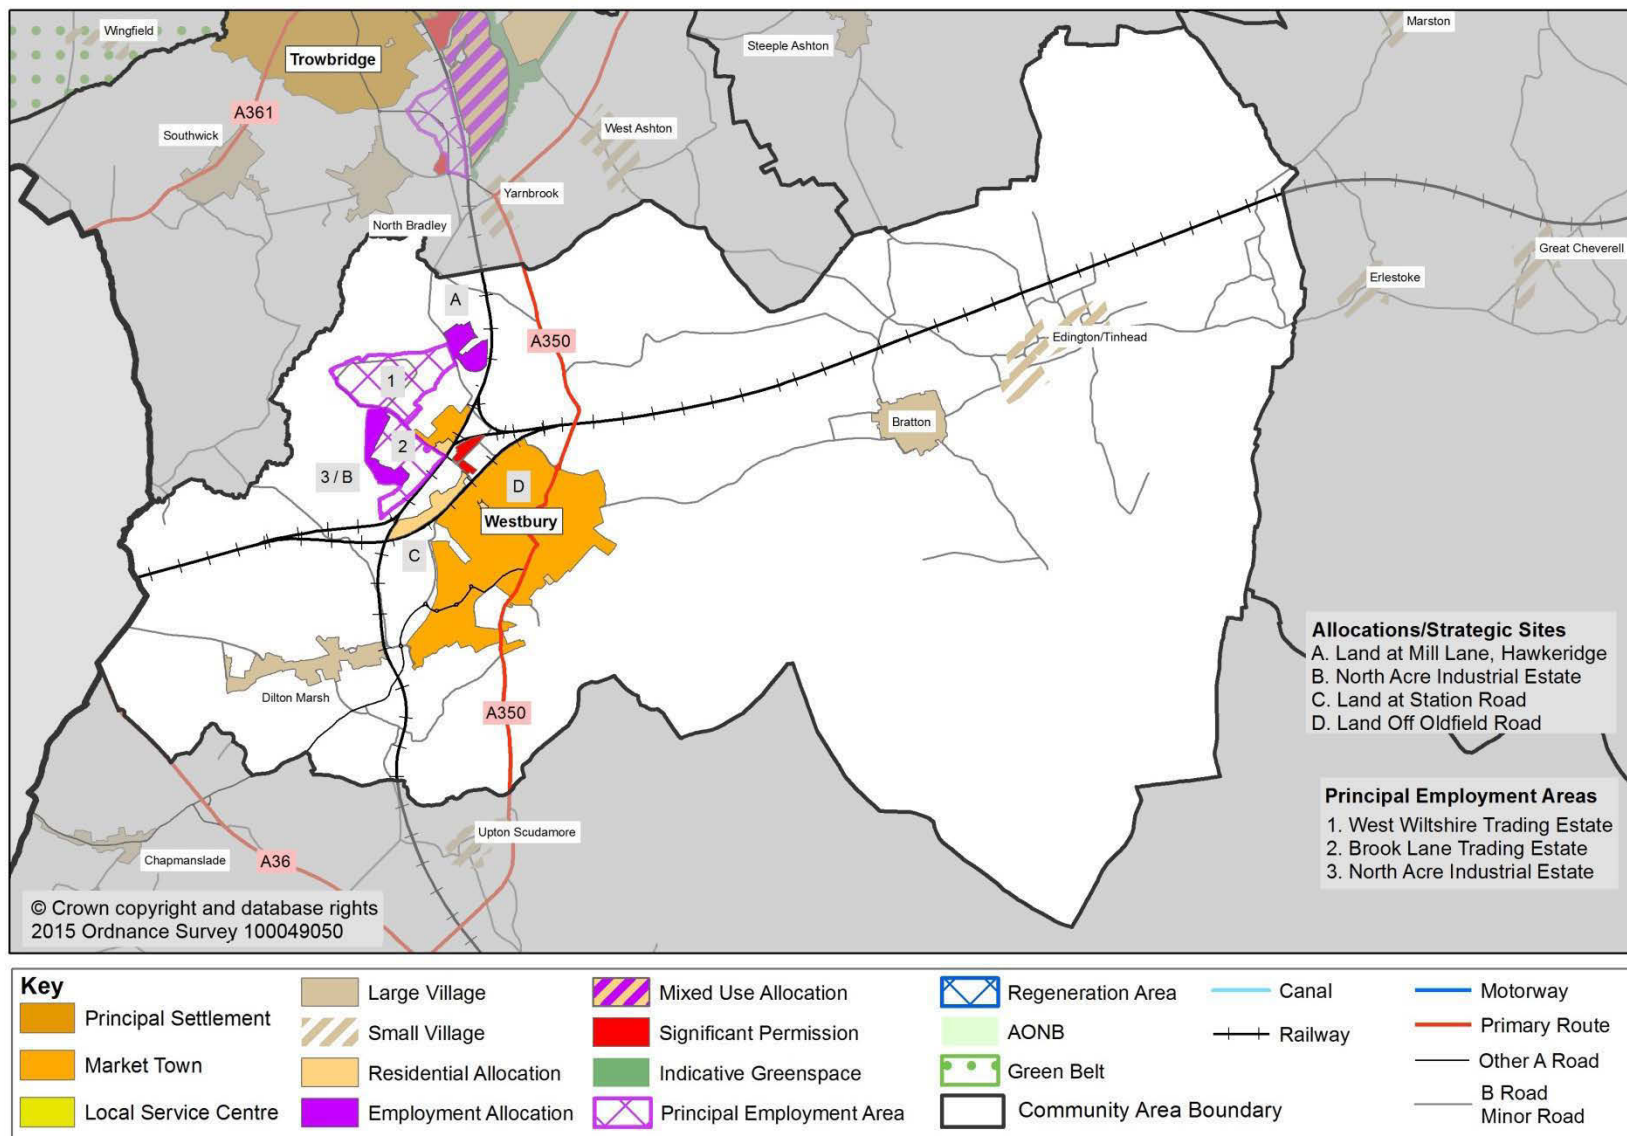 Wingfield
Marston
Steeple Ashton
Trowbridge
A361
Southwick
West Ashton
Yarnbrook
North Bradley
Great Cheverell
Erlestoke
A
A350
Edington/Tinhead
1
Bratton
2
3 / B
D
Westbury
C
Allocations/Strategic Sites
A. Land at Mill Lane, Hawkeridge
B. North Acre Industrial Estate
C. Land at Station Road
D. Land Off Oldfield Road
Dilton Marsh
A350
Principal Employment Areas
1. West Wiltshire Trading Estate
2. Brook Lane Trading Estate
3. North Acre Industrial Estate
Upton Scudamore
Chapmanslade
A36
© Crown copyright and database rights
2015 Ordnance Survey 100049050
Key
Principal Settlement
Market Town
Local Service Centre
Large Village
Small Village
Residential Allocation
Employment Allocation
Mixed Use Allocation
Significant Permission
Indicative Greenspace
Principal Employment Area
Regeneration Area
AONB
Green Belt
Community Area Boundary
Canal
Railway
Motorway
Primary Route
Other A Road
B Road
Minor Road